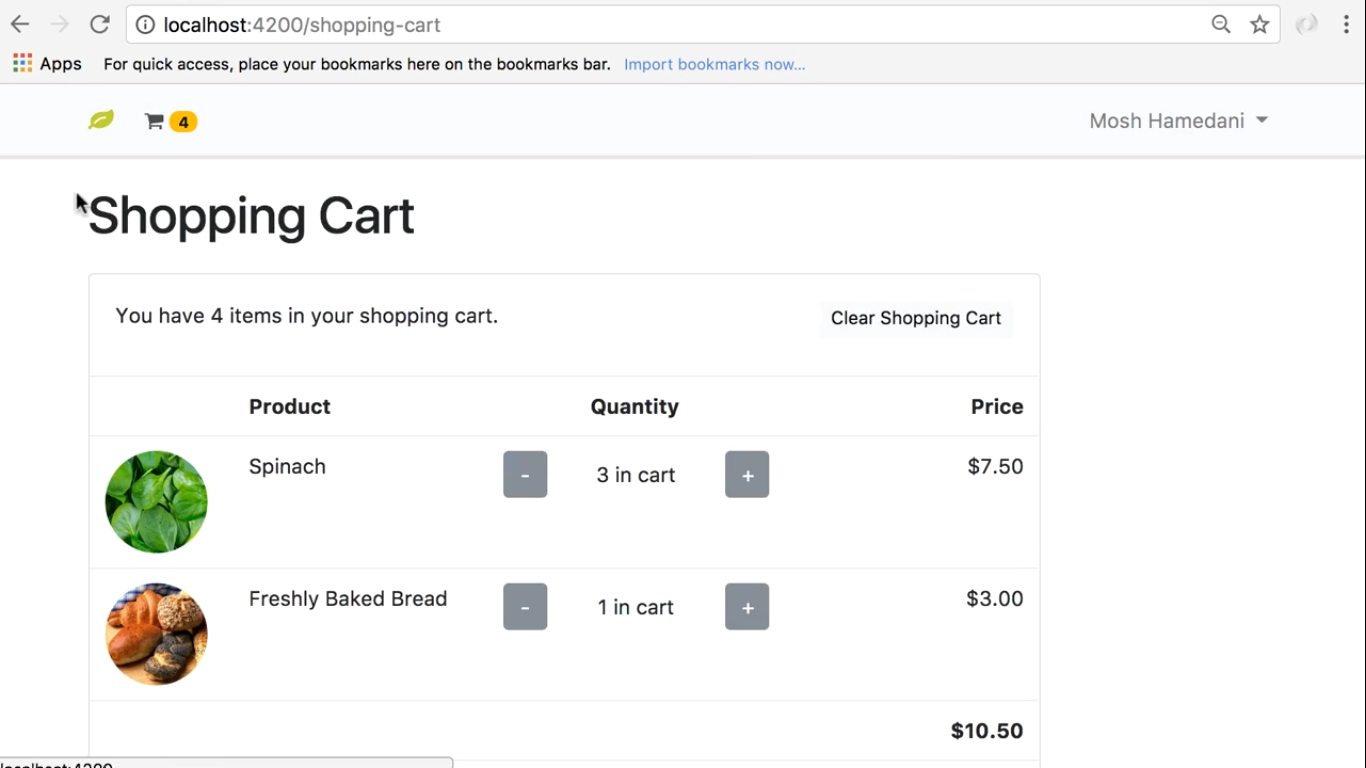 localhost:4200/shopping-cart
Apps For quick access, place your bookmarks here on the bookmarks bar. Import bookmarks now...
4 Mosh Hamedani
Shopping Cart
You have 4 items in your shopping cart. Clear Shopping Cart
Product Quantity Price
Spinach - 3 in cart + $7.50
Freshly Baked Bread - 1 in cart + $3.00
$10.50
localhost:4200